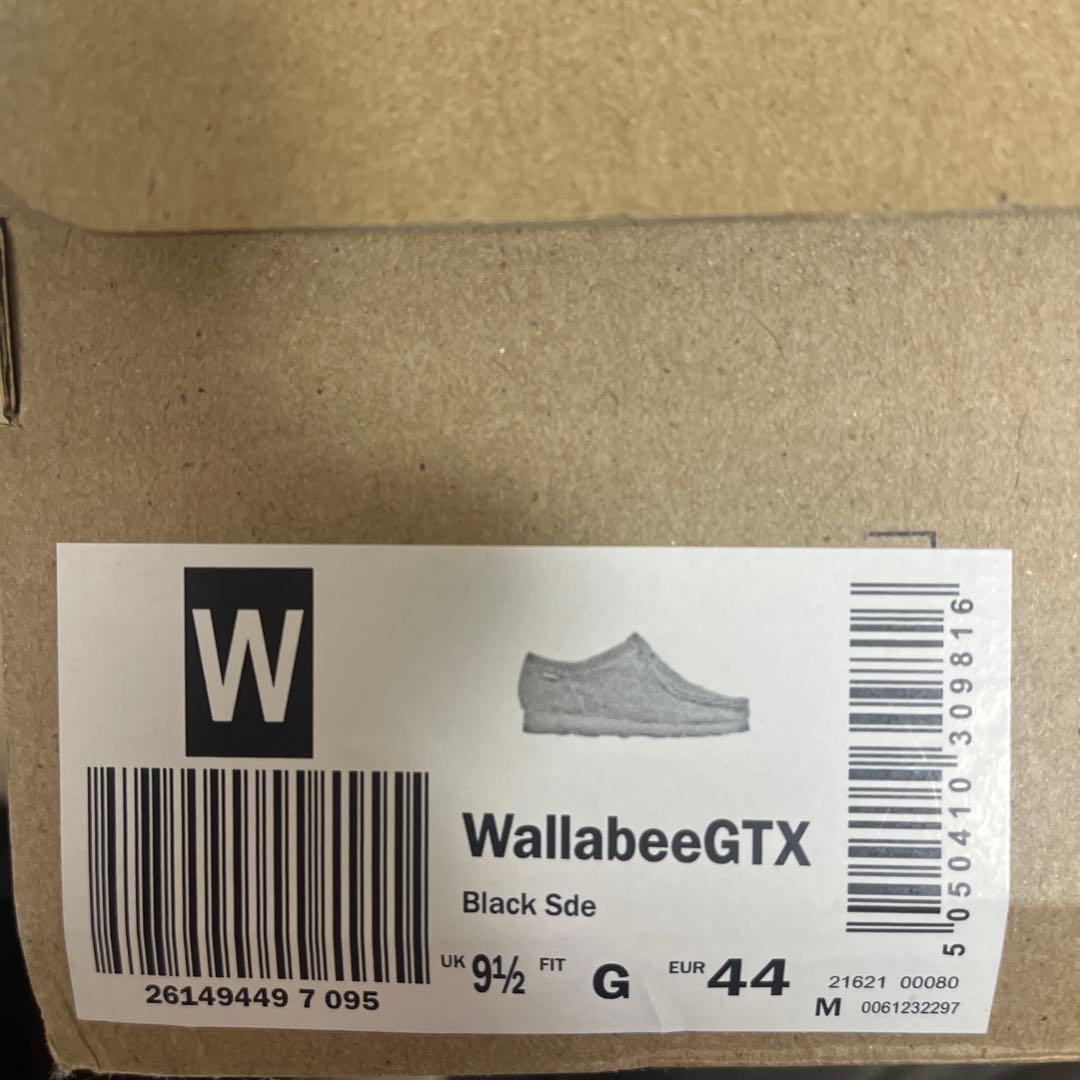 W
26149449 7 095
WallabeeGTX
Black Sde
UK 9½ FIT G EUR 44
21621 00080
M 0061232297
5 050410 309816